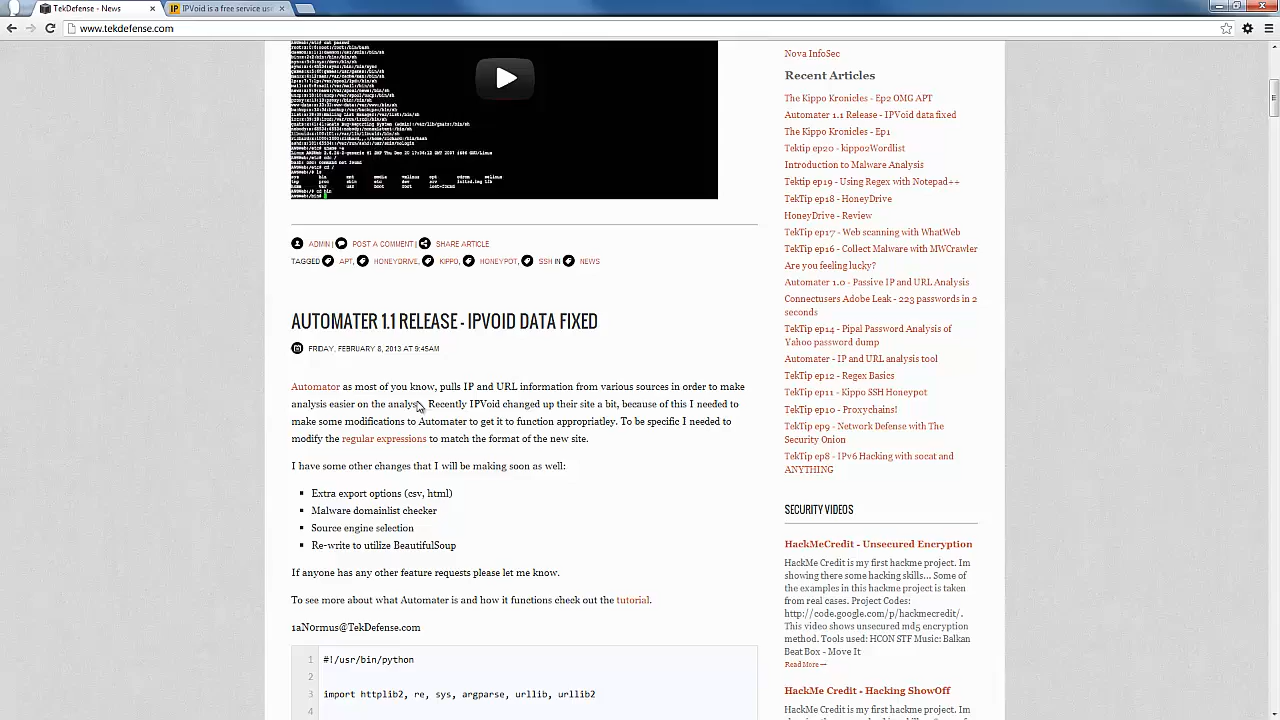 TekDefense - News
IPVoid is a free service use
www.tekdefense.com
Nova InfoSec
Recent Articles
The Kippo Kronicles - Ep2 OMG APT
Automater 1.1 Release - IPVoid data fixed
The Kippo Kronicles - Ep1
Tektip ep20 - kippo2Wordlist
Introduction to Malware Analysis
Tektip ep19 - Using Regex with Notepad++
TekTip ep18 - HoneyDrive
HoneyDrive - Review
TekTip ep17 - Web scanning with WhatWeb
TekTip ep16 - Collect Malware with MWCrawler
Are you feeling lucky?
Automater 1.0 - Passive IP and URL Analysis
Connectusers Adobe Leak - 223 passwords in 2
seconds
TekTip ep14 - Pipal Password Analysis of
Yahoo password dump
Automater - IP and URL analysis tool
TekTip ep12 - Regex Basics
TekTip ep11 - Kippo SSH Honeypot
TekTip ep10 - Proxychains!
TekTip ep9 - Network Defense with The
Security Onion
TekTip ep8 - IPv6 Hacking with socat and
ANYTHING
SECURITY VIDEOS
HackMeCredit - Unsecured Encryption
HackMe Credit is my first hackme project. Im
showing there some hacking skills... Some of
the examples in this hackme project is taken
from real cases. Project Codes:
http://code.google.com/p/hackmecredit/.
This video shows unsecured md5 encryption
method. Tools used: HCON STF Music: Balkan
Beat Box - Move It
Read More
HackMe Credit - Hacking ShowOff
HackMe Credit is my first hackme project. Im
ADMIN | POST A COMMENT | SHARE ARTICLE
TAGGED APT, HONEYDRIVE, KIPPO, HONEYPOT, SSH IN NEWS
AUTOMATER 1.1 RELEASE - IPVOID DATA FIXED
FRIDAY, FEBRUARY 8, 2013 AT 9:45AM
Automator as most of you know, pulls IP and URL information from various sources in order to make
analysis easier on the analys. Recently IPVoid changed up their site a bit, because of this I needed to
make some modifications to Automater to get it to function appropriatley. To be specific I needed to
modify the regular expressions to match the format of the new site.
I have some other changes that I will be making soon as well:
Extra export options (csv, html)
Malware domainlist checker
Source engine selection
Re-write to utilize BeautifulSoup
If anyone has any other feature requests please let me know.
To see more about what Automater is and how it functions check out the tutorial.
1aN0rmus@TekDefense.com
1 #!/usr/bin/python
2
3 import httplib2, re, sys, argparse, urllib, urllib2
4